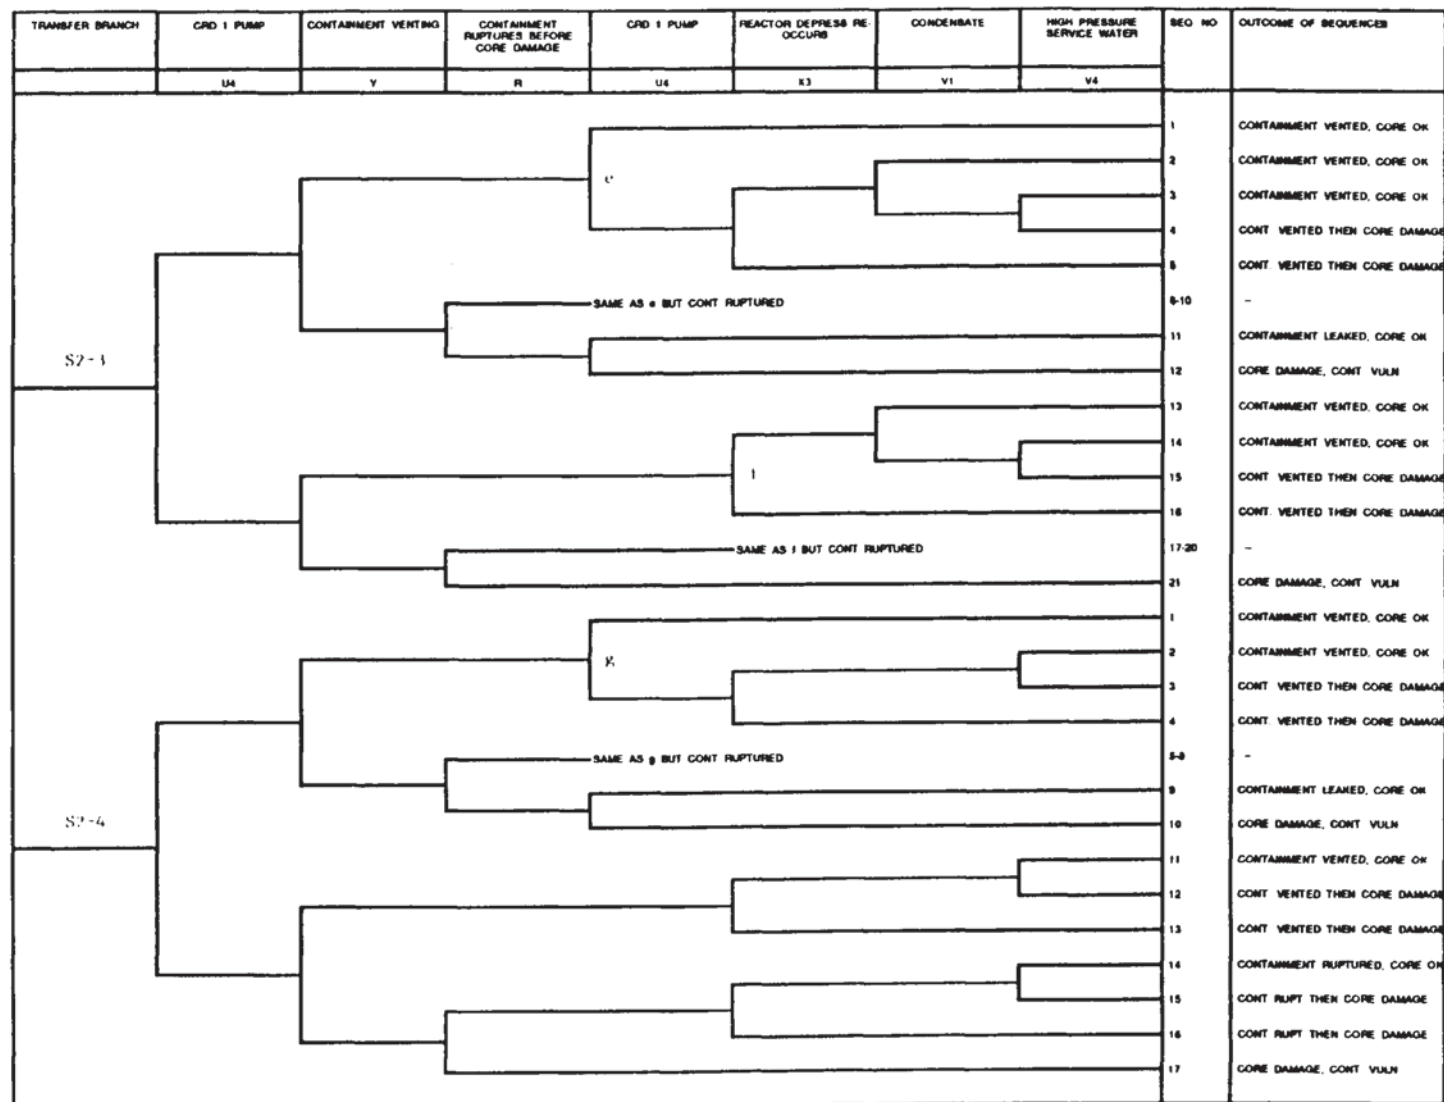 TRANSFER BRANCH
CRD 1 PUMP
CONTAINMENT VENTING
CONTAINMENT
RUPTURES BEFORE
CORE DAMAGE
CRD 1 PUMP
REACTOR DEPRESS RE-
OCCURS
CONDENSATE
HIGH PRESSURE
SERVICE WATER
SEQ NO
OUTCOME OF SEQUENCES
U4
Y
R
U4
X3
V1
V4
1 CONTAINMENT VENTED, CORE OK
2 CONTAINMENT VENTED, CORE OK
e
3 CONTAINMENT VENTED, CORE OK
4 CONT VENTED THEN CORE DAMAGE
5 CONT. VENTED THEN CORE DAMAGE
SAME AS e BUT CONT RUPTURED 6-10 -
11 CONTAINMENT LEAKED, CORE OK
S2-3
12 CORE DAMAGE, CONT VULN
13 CONTAINMENT VENTED, CORE OK
14 CONTAINMENT VENTED, CORE OK
f
15 CONT VENTED THEN CORE DAMAGE
16 CONT. VENTED THEN CORE DAMAGE
SAME AS f BUT CONT RUPTURED 17-20 -
21 CORE DAMAGE, CONT VULN
1 CONTAINMENT VENTED, CORE OK
g
2 CONTAINMENT VENTED, CORE OK
3 CONT VENTED THEN CORE DAMAGE
4 CONT. VENTED THEN CORE DAMAGE
SAME AS g BUT CONT RUPTURED 5-8 -
9 CONTAINMENT LEAKED, CORE OK
S2-4
10 CORE DAMAGE, CONT VULN
11 CONTAINMENT VENTED, CORE OK
12 CONT VENTED THEN CORE DAMAGE
13 CONT VENTED THEN CORE DAMAGE
14 CONTAINMENT RUPTURED, CORE OK
15 CONT RUPT THEN CORE DAMAGE
16 CONT RUPT THEN CORE DAMAGE
17 CORE DAMAGE, CONT VULN